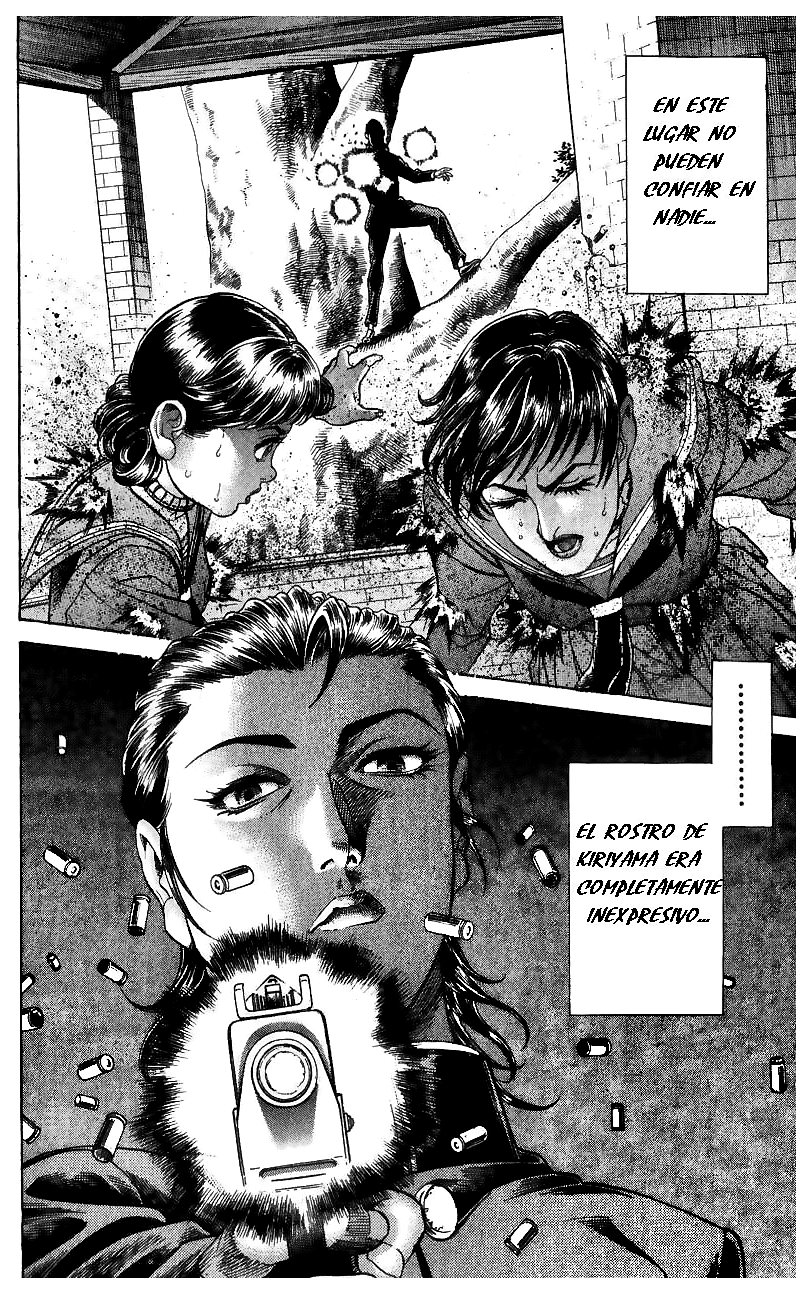 EN ESTE
LUGAR NO
PUEDEN
CONFIAR EN
NADIE...
............
EL ROSTRO DE
KIRIYAMA ERA
COMPLETAMENTE
INEXPRESIVO...